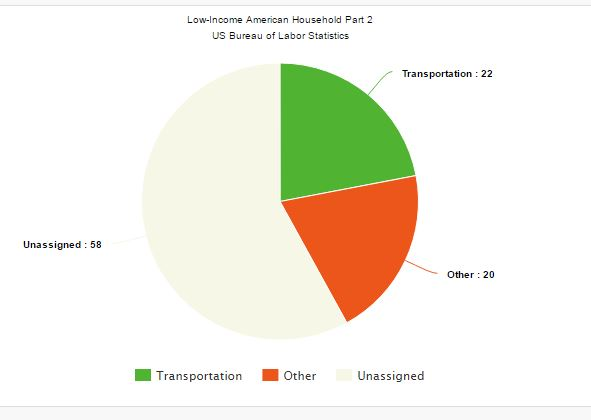 Low-Income American Household Part 2
US Bureau of Labor Statistics
Transportation : 22
Unassigned : 58
Other : 20
Transportation Other Unassigned